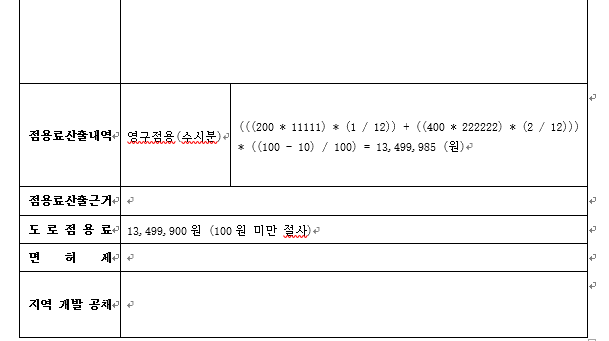 점용료산출내역
영구점용(수시분)
(((200 * 11111) * (1 / 12)) + ((400 * 222222) * (2 / 12)))
* ((100 - 10) / 100) = 13,499,985 (원)
점용료산출근거
도 로 점 용 료
13,499,900 원 (100 원 미만 절사)
면 허 세
지역 개발 공채